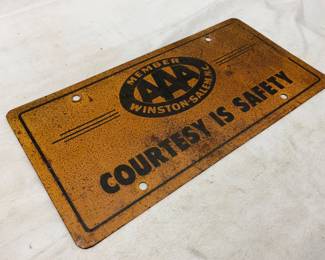 MEMBER
AAA
WINSTON-SALEM, N.C.
COURTESY IS SAFETY